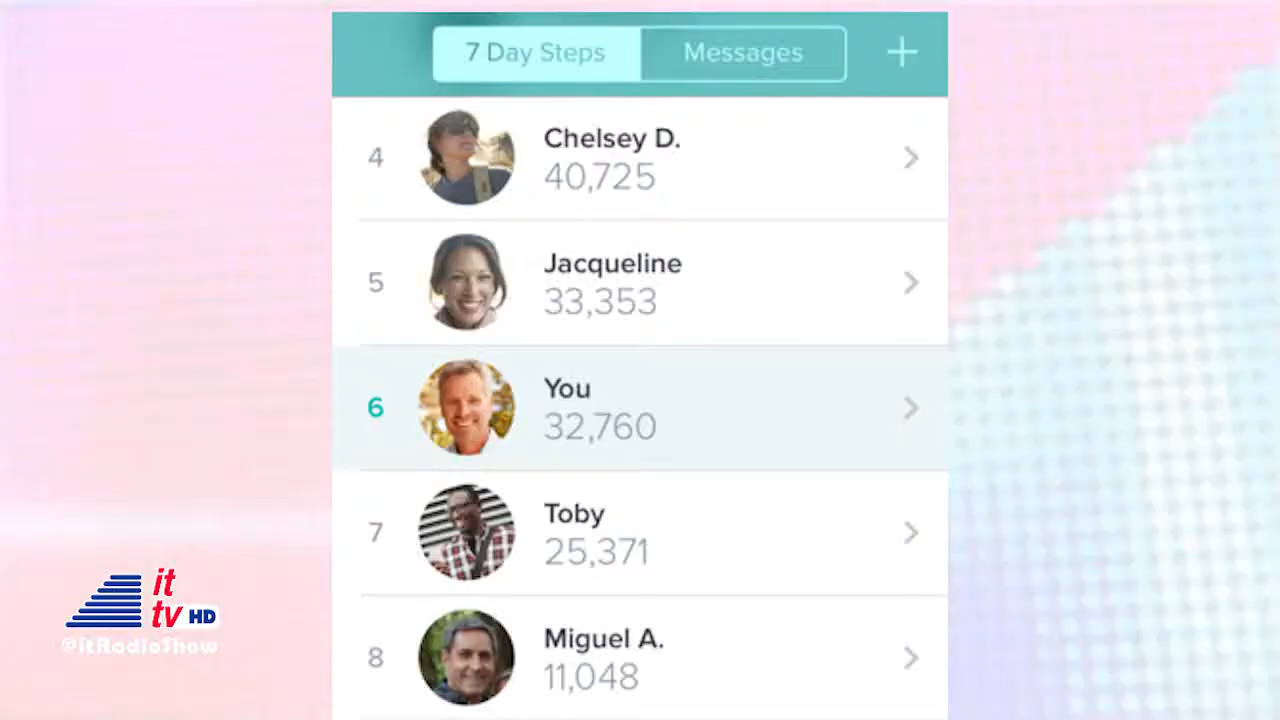 7 Day Steps
Messages
4
Chelsey D.
40,725
5
Jacqueline
33,353
6
You
32,760
7
Toby
25,371
8
Miguel A.
11,048
it
tv HD
@itRadioShow